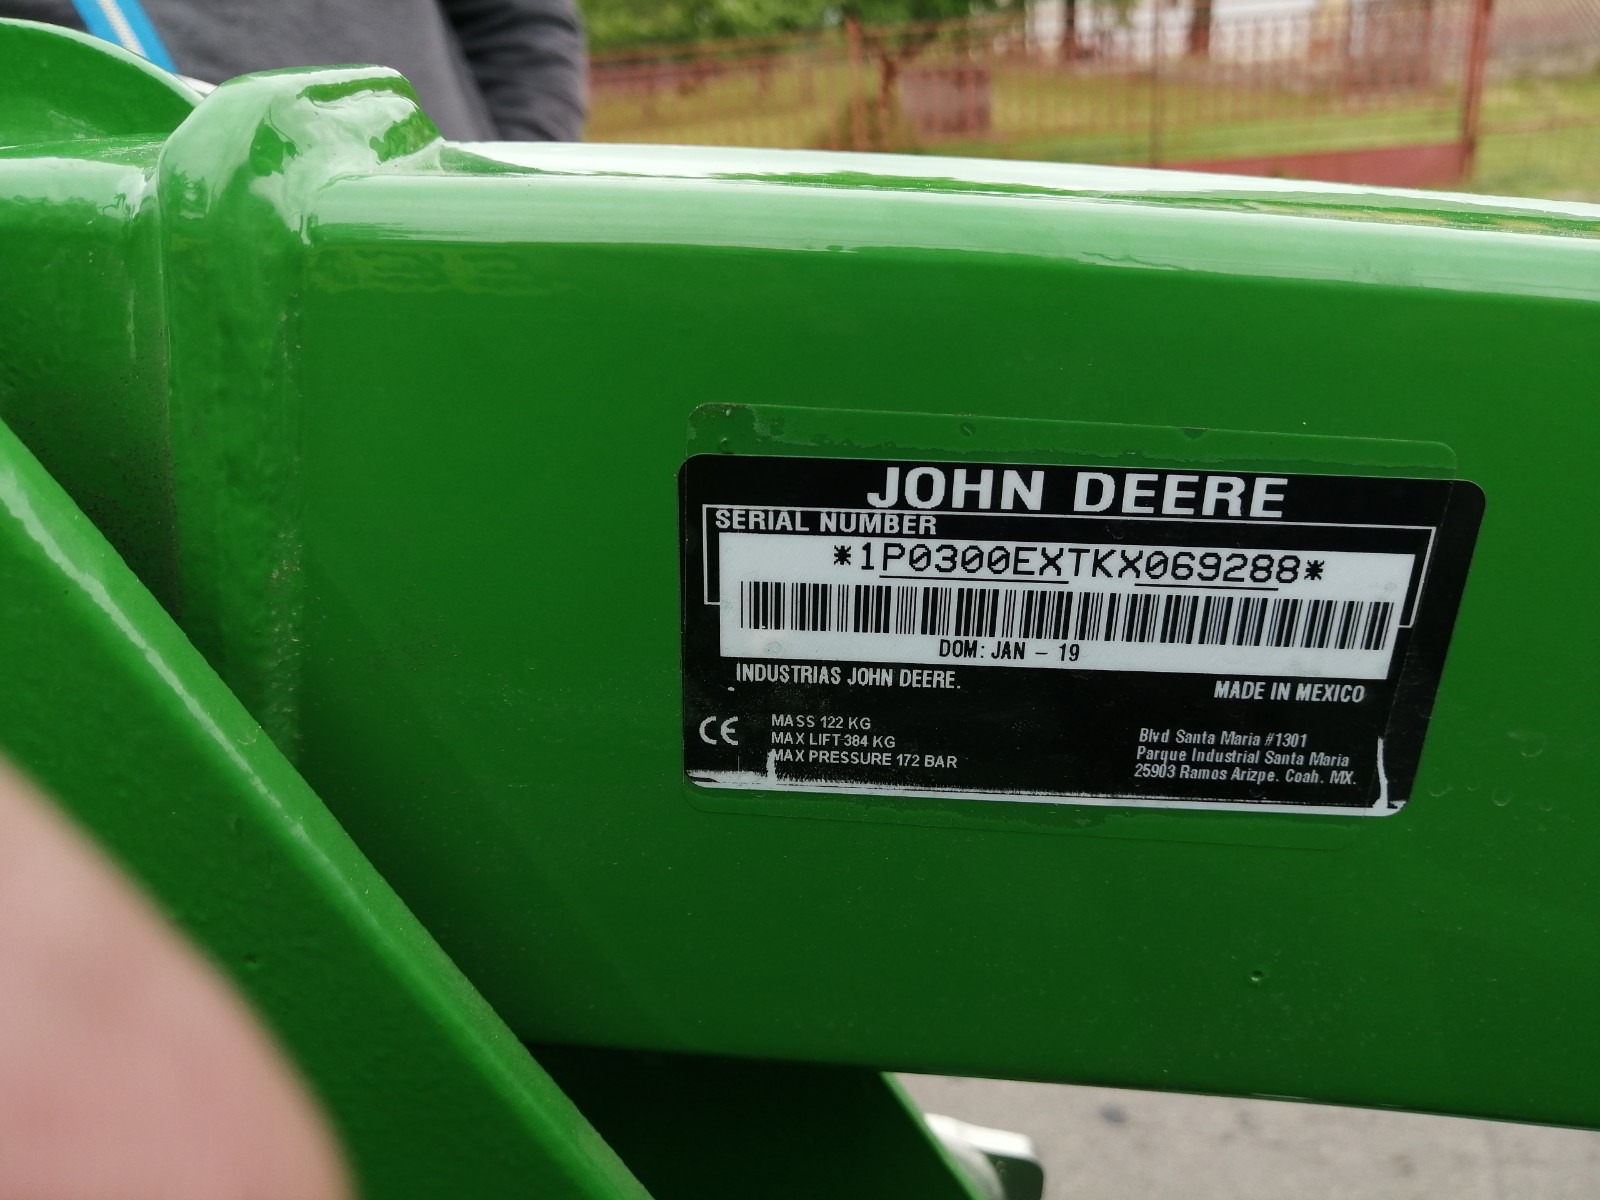 JOHN DEERE
SERIAL NUMBER
*1P0300EXTKX069288*
DOM: JAN - 19
INDUSTRIAS JOHN DEERE.
MADE IN MEXICO
CE
MASS 122 KG
MAX LIFT 384 KG
MAX PRESSURE 172 BAR
Blvd Santa Maria #1301
Parque Industrial Santa Maria
25903 Ramos Arizpe. Coah. MX.